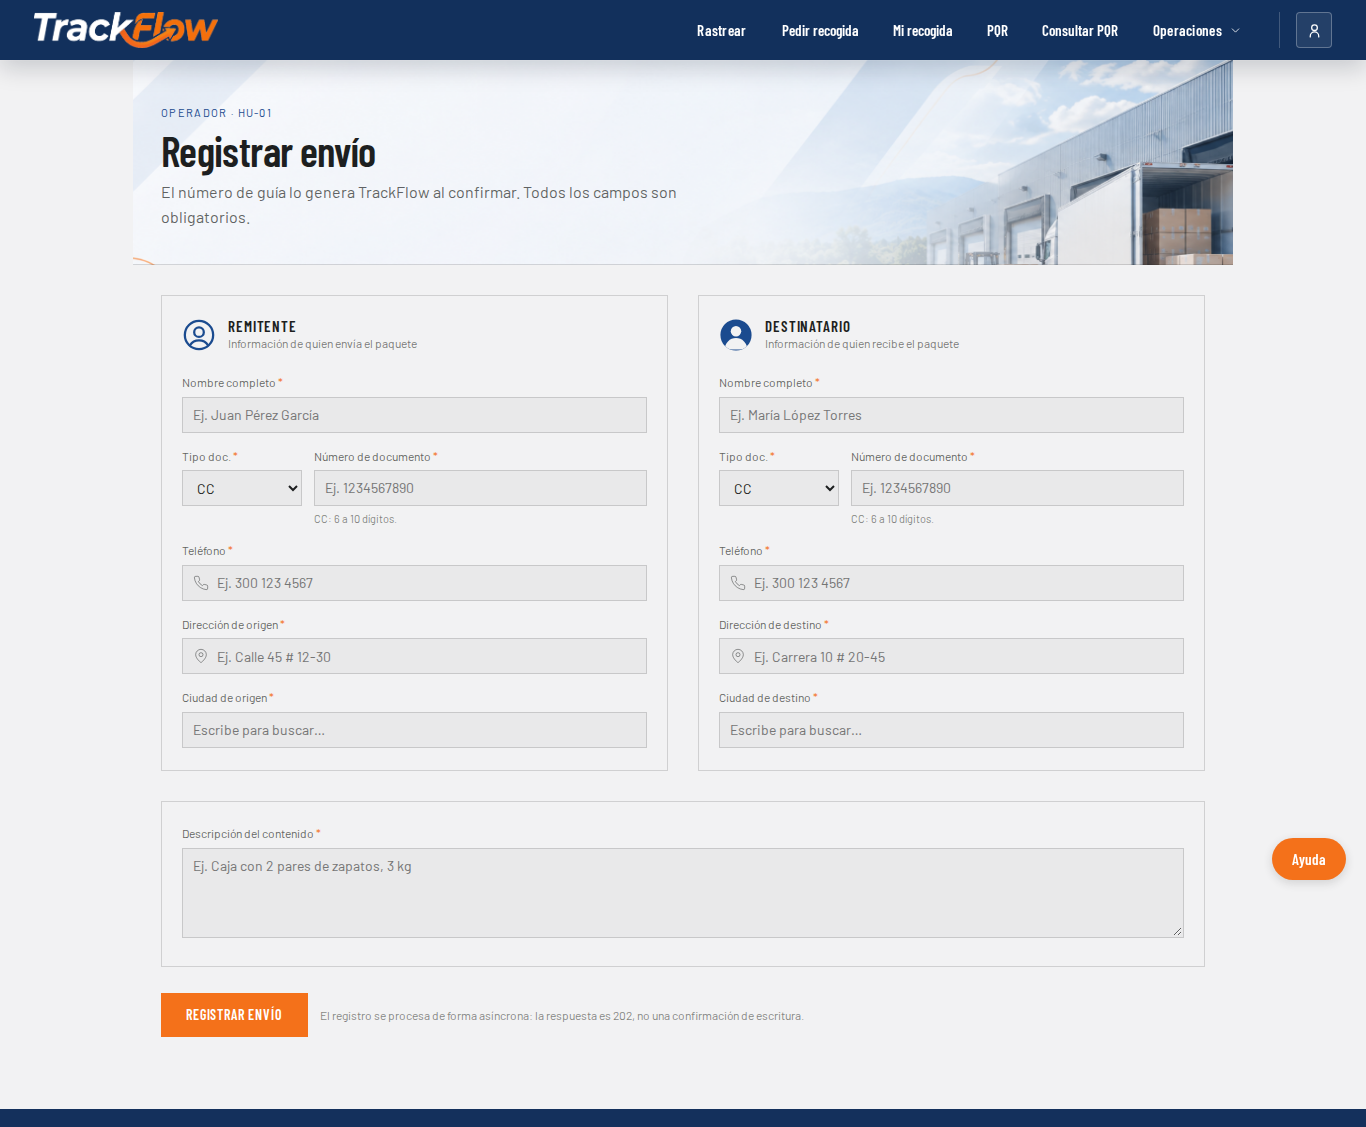 TrackFlow
Rastrear
Pedir recogida
Mi recogida
PQR
Consultar PQR
Operaciones
OPERADOR · HU-01
Registrar envío
El número de guía lo genera TrackFlow al confirmar. Todos los campos son
obligatorios.
REMITENTE
Información de quien envía el paquete
Nombre completo *
Ej. Juan Pérez García
Tipo doc. *
Número de documento *
CC
Ej. 1234567890
CC: 6 a 10 dígitos.
Teléfono *
Ej. 300 123 4567
Dirección de origen *
Ej. Calle 45 # 12-30
Ciudad de origen *
Escribe para buscar...
DESTINATARIO
Información de quien recibe el paquete
Nombre completo *
Ej. María López Torres
Tipo doc. *
Número de documento *
CC
Ej. 1234567890
CC: 6 a 10 dígitos.
Teléfono *
Ej. 300 123 4567
Dirección de destino *
Ej. Carrera 10 # 20-45
Ciudad de destino *
Escribe para buscar...
Descripción del contenido *
Ej. Caja con 2 pares de zapatos, 3 kg
Ayuda
REGISTRAR ENVÍO
El registro se procesa de forma asíncrona: la respuesta es 202, no una confirmación de escritura.